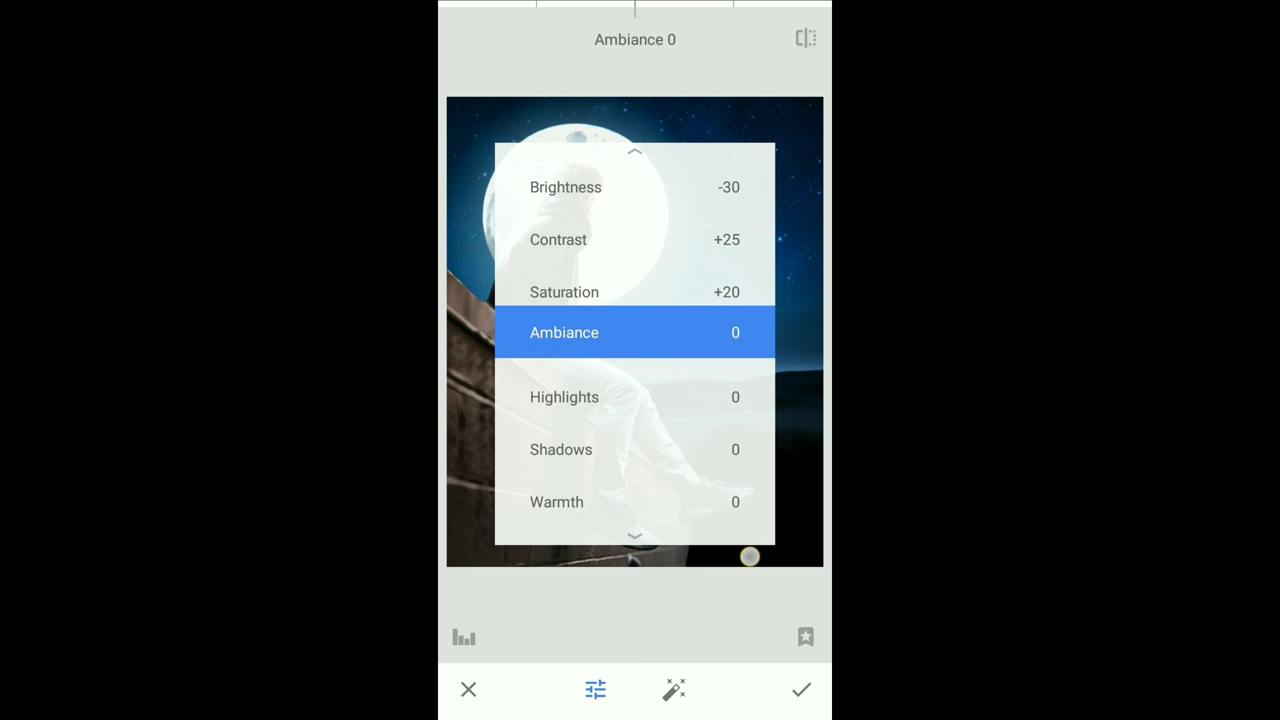 Ambiance 0
Brightness -30
Contrast +25
Saturation +20
Ambiance 0
Highlights 0
Shadows 0
Warmth 0